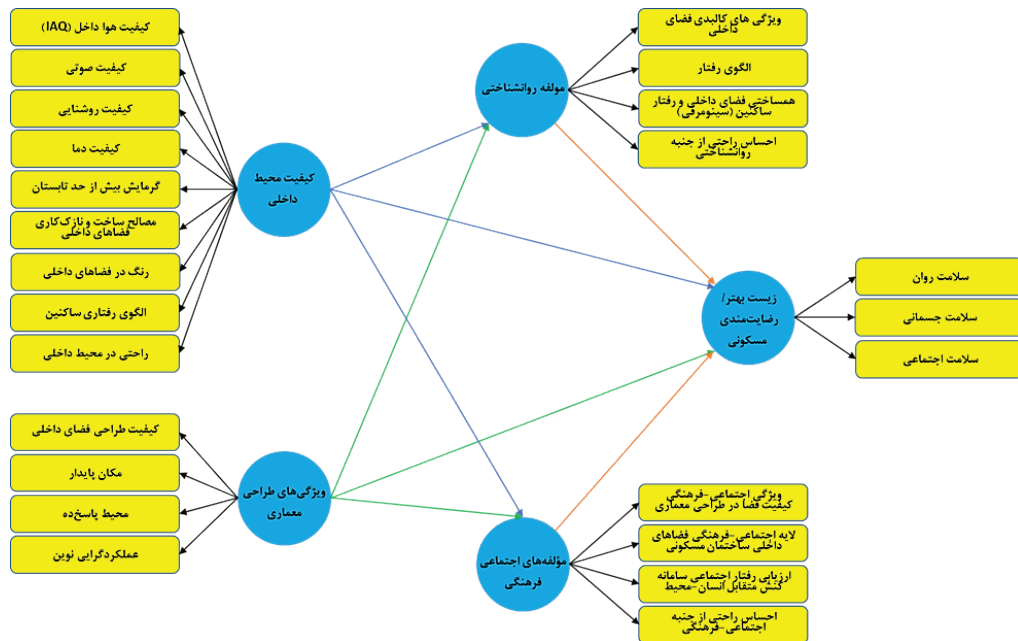 کیفیت هوا داخل (IAQ)
کیفیت صوتی
کیفیت روشنایی
کیفیت دما
گرمایش بیش از حد تابستان
مصالح ساخت و نازک‌کاری
فضاهای داخلی
رنگ در فضاهای داخلی
الگوی رفتاری ساکنین
راحتی در محیط داخلی
کیفیت محیط
داخلی
کیفیت طراحی فضای داخلی
مکان پایدار
محیط پاسخ‌ده
عملکردگرایی نوین
ویژگی‌های طراحی
معماری
مولفه روانشناختی
ویژگی های کالبدی فضای
داخلی
الگوی رفتار
همساختی فضای داخلی و رفتار
ساکنین (سینومرفی)
احساس راحتی از جنبه
روانشناختی
مؤلفه‌های اجتماعی
فرهنگی
ویژگی اجتماعی-فرهنگی
کیفیت فضا در طراحی معماری
لایه اجتماعی-فرهنگی فضاهای
داخلی ساختمان مسکونی
ارزیابی رفتار اجتماعی سامانه
کنش متقابل انسان-محیط
احساس راحتی از جنبه
اجتماعی-فرهنگی
زیست بهتر/
رضایت‌مندی
مسکونی
سلامت روان
سلامت جسمانی
سلامت اجتماعی